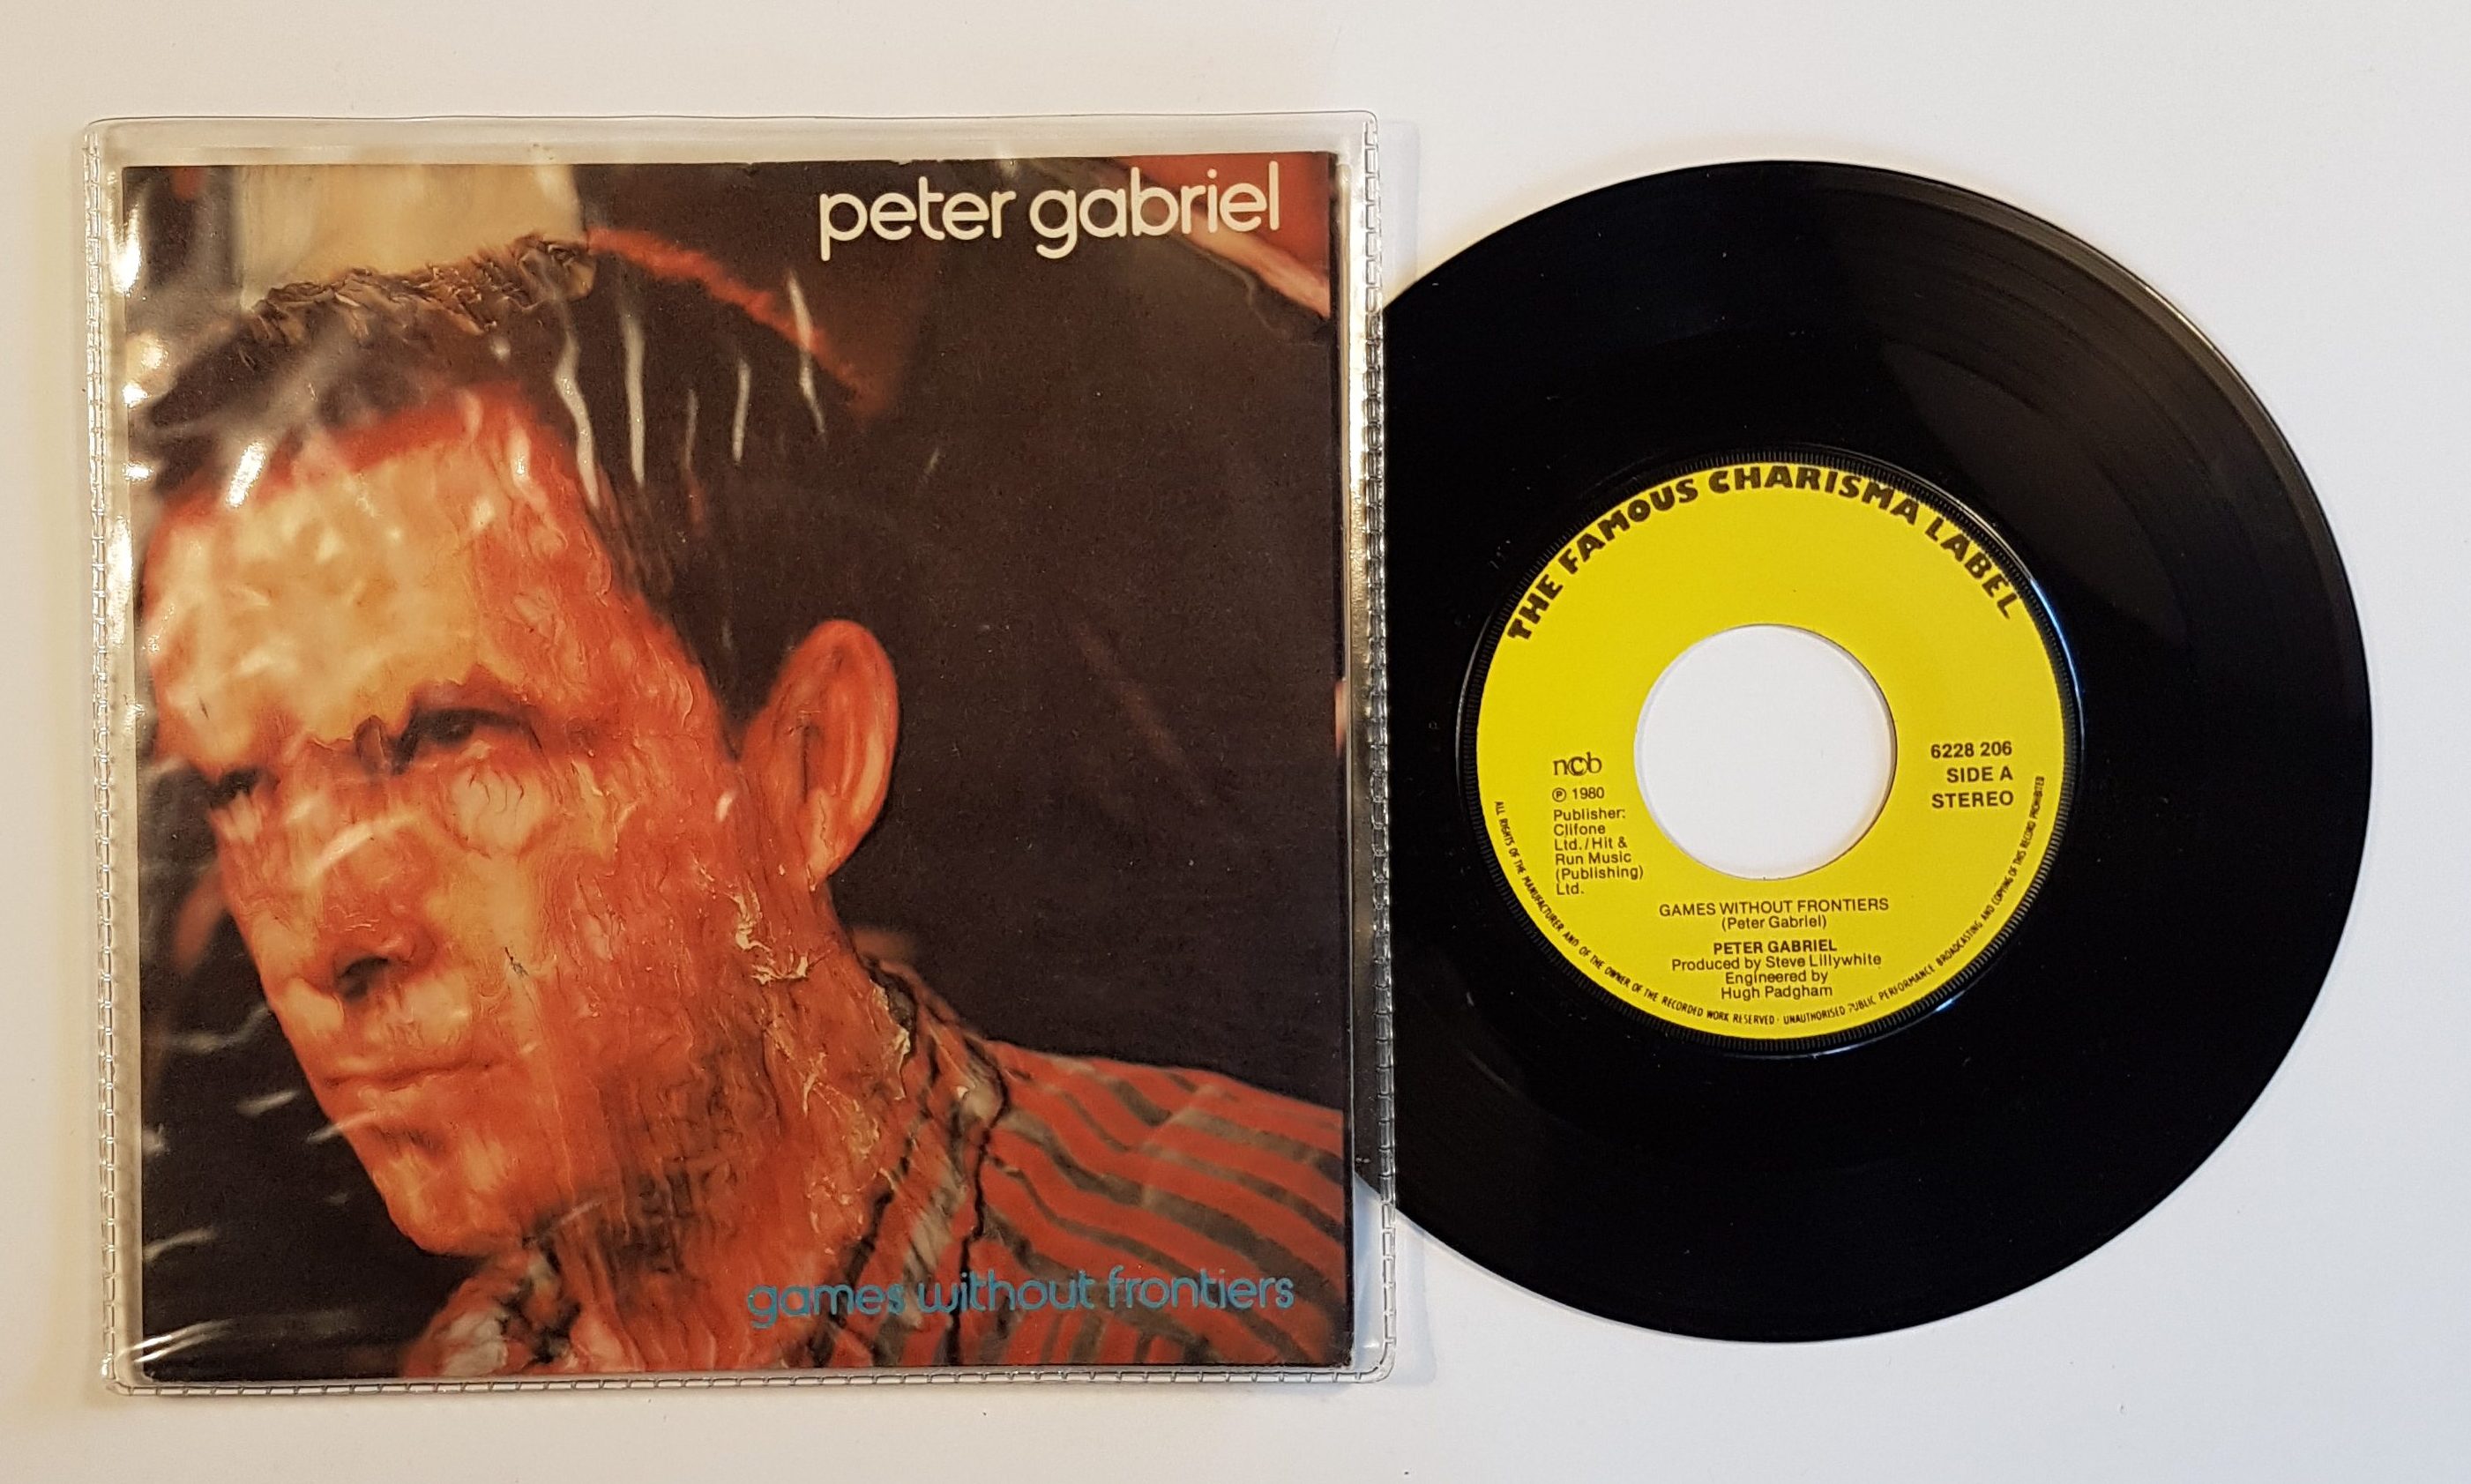 peter gabriel
games without frontiers
THE FAMOUS CHARISMA LABEL
ncb
Ⓟ 1980
Publisher:
Clifone
Ltd./Hit &
Run Music
(Publishing)
Ltd.
6228 206
SIDE A
STEREO
GAMES WITHOUT FRONTIERS
(Peter Gabriel)
PETER GABRIEL
Produced by Steve Lillywhite
Engineered by
Hugh Padgham
ALL RIGHTS OF THE MANUFACTURER AND OF THE OWNER OF THE RECORDED WORK RESERVED · UNAUTHORISED PUBLIC PERFORMANCE BROADCASTING AND COPYING OF THIS RECORD PROHIBITED